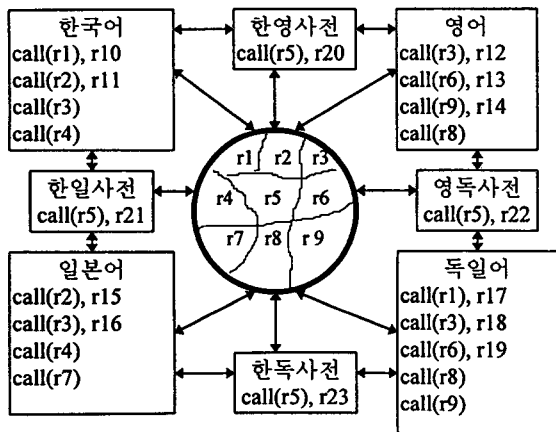 한국어
call(r1), r10
call(r2), r11
call(r3)
call(r4)
한영사전
call(r5), r20
영어
call(r3), r12
call(r6), r13
call(r9), r14
call(r8)
r1 r2 r3
r4 r5 r6
r7 r8 r 9
한일사전
call(r5), r21
영독사전
call(r5), r22
일본어
call(r2), r15
call(r3), r16
call(r4)
call(r7)
한독사전
call(r5), r23
독일어
call(r1), r17
call(r3), r18
call(r6), r19
call(r8)
call(r9)